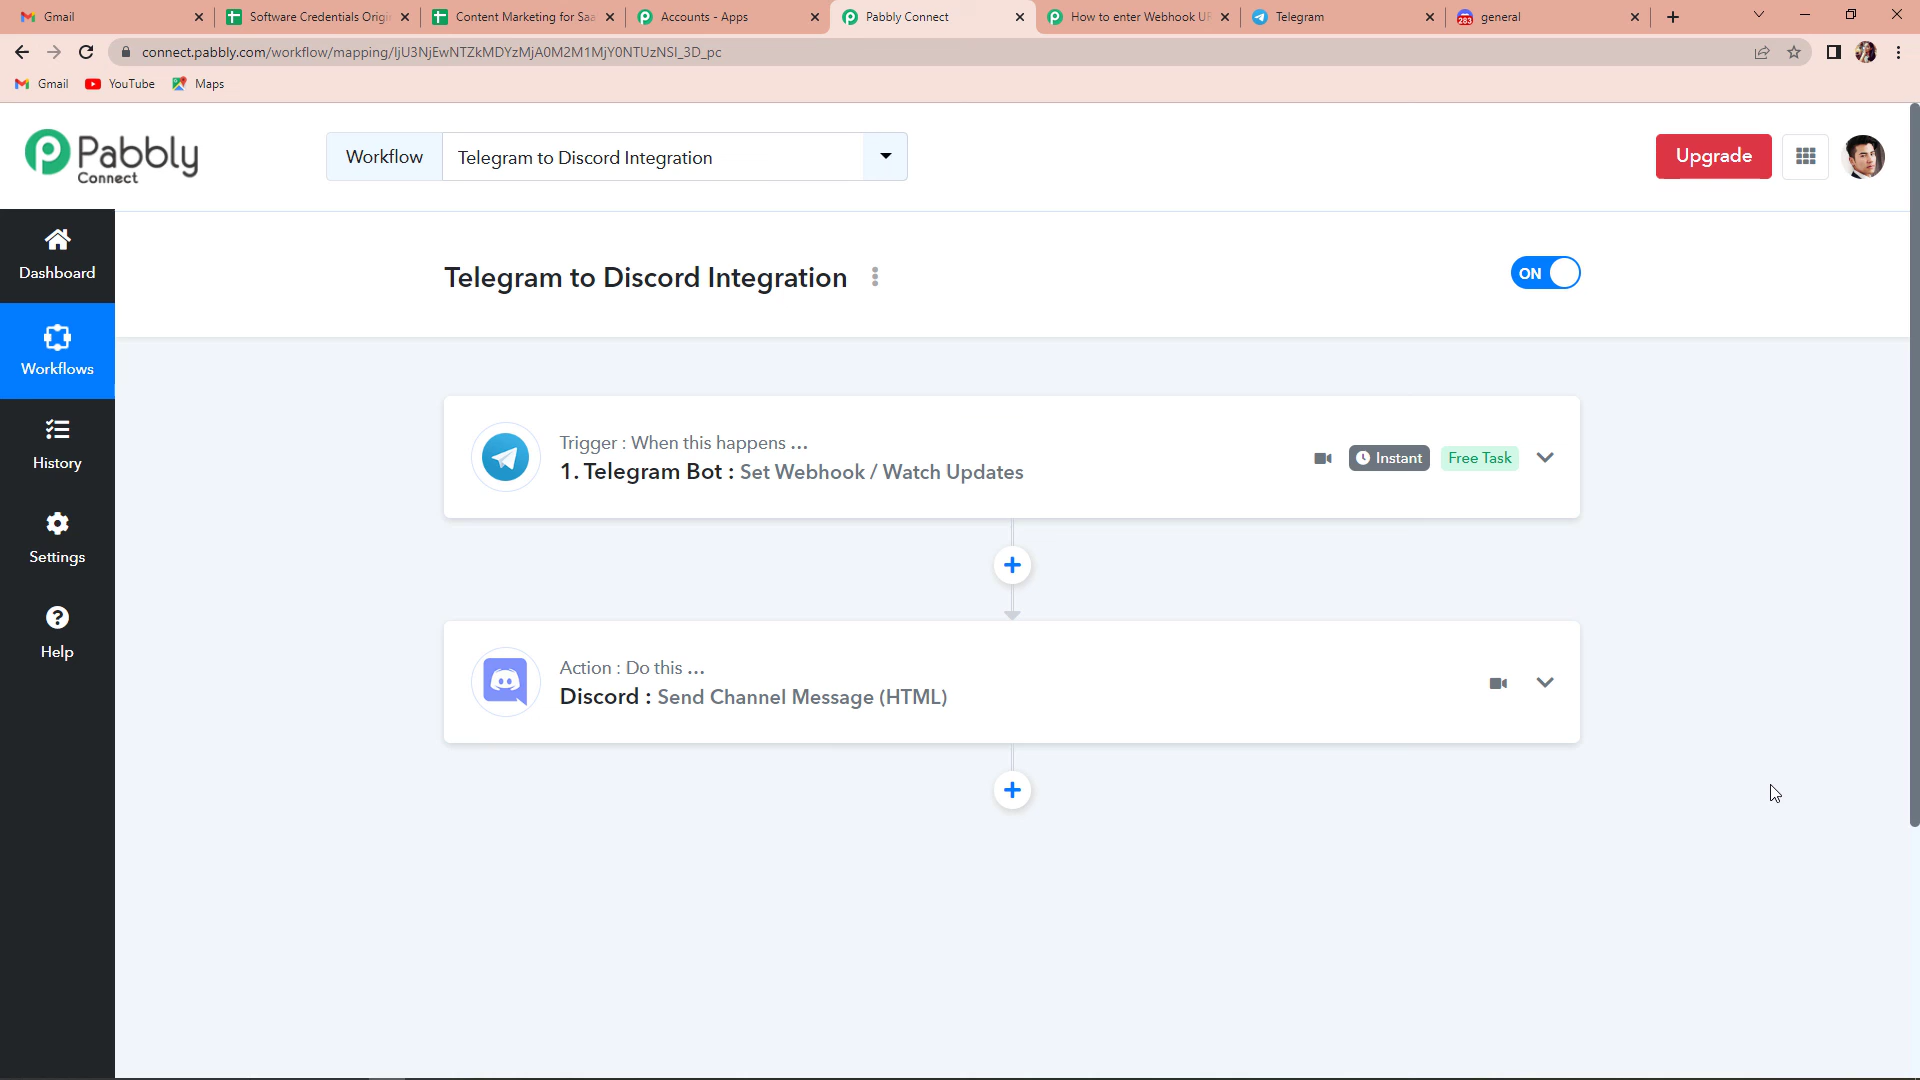 Gmail
Software Credentials Origi
Content Marketing for Saa
Accounts - Apps
Pabbly Connect
How to enter Webhook UR
Telegram
283
general
connect.pabbly.com/workflow/mapping/IjU3NjEwNTZkMDYzMjA0M2M1MjY0NTUzNSI_3D_pc
Gmail
YouTube
Maps
Pabbly
Connect
Workflow
Telegram to Discord Integration
Upgrade
Dashboard
Workflows
History
Settings
Help
Telegram to Discord Integration
ON
Trigger : When this happens ...
1. Telegram Bot : Set Webhook / Watch Updates
Instant
Free Task
Action : Do this ...
Discord : Send Channel Message (HTML)